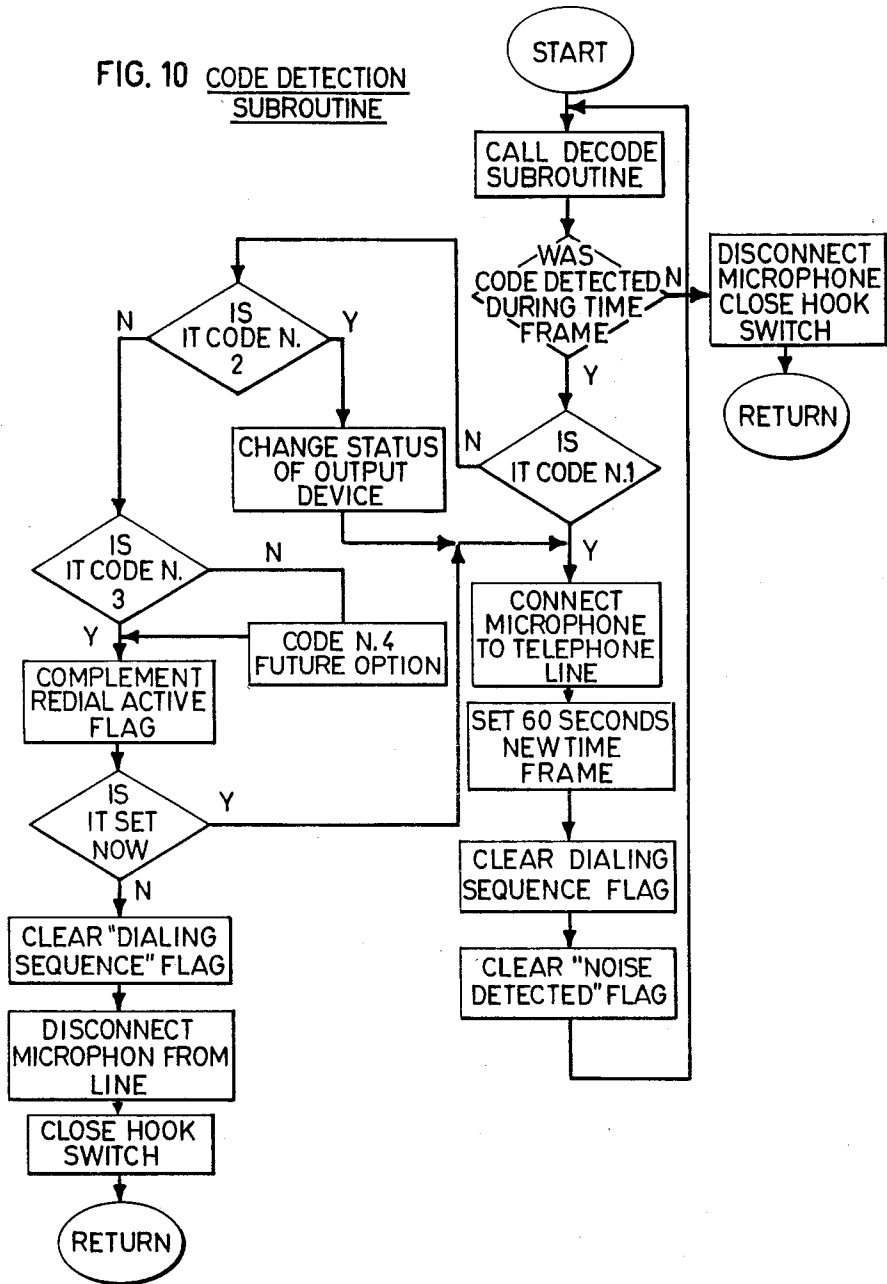 FIG. 10 CODE DETECTION
SUBROUTINE
START
CALL DECODE
SUBROUTINE
WAS
CODE DETECTED
DURING TIME
FRAME
N
Y
DISCONNECT
MICROPHONE
CLOSE HOOK
SWITCH
RETURN
IS
IT CODE N.1
N
Y
IS
IT CODE N.
2
N
Y
CHANGE STATUS
OF OUTPUT
DEVICE
IS
IT CODE N.
3
N
Y
CODE N.4
FUTURE OPTION
COMPLEMENT
REDIAL ACTIVE
FLAG
IS
IT SET
NOW
Y
N
CLEAR "DIALING
SEQUENCE" FLAG
DISCONNECT
MICROPHON FROM
LINE
CLOSE HOOK
SWITCH
RETURN
CONNECT
MICROPHONE
TO TELEPHONE
LINE
SET 60 SECONDS
NEW TIME
FRAME
CLEAR DIALING
SEQUENCE FLAG
CLEAR "NOISE
DETECTED" FLAG